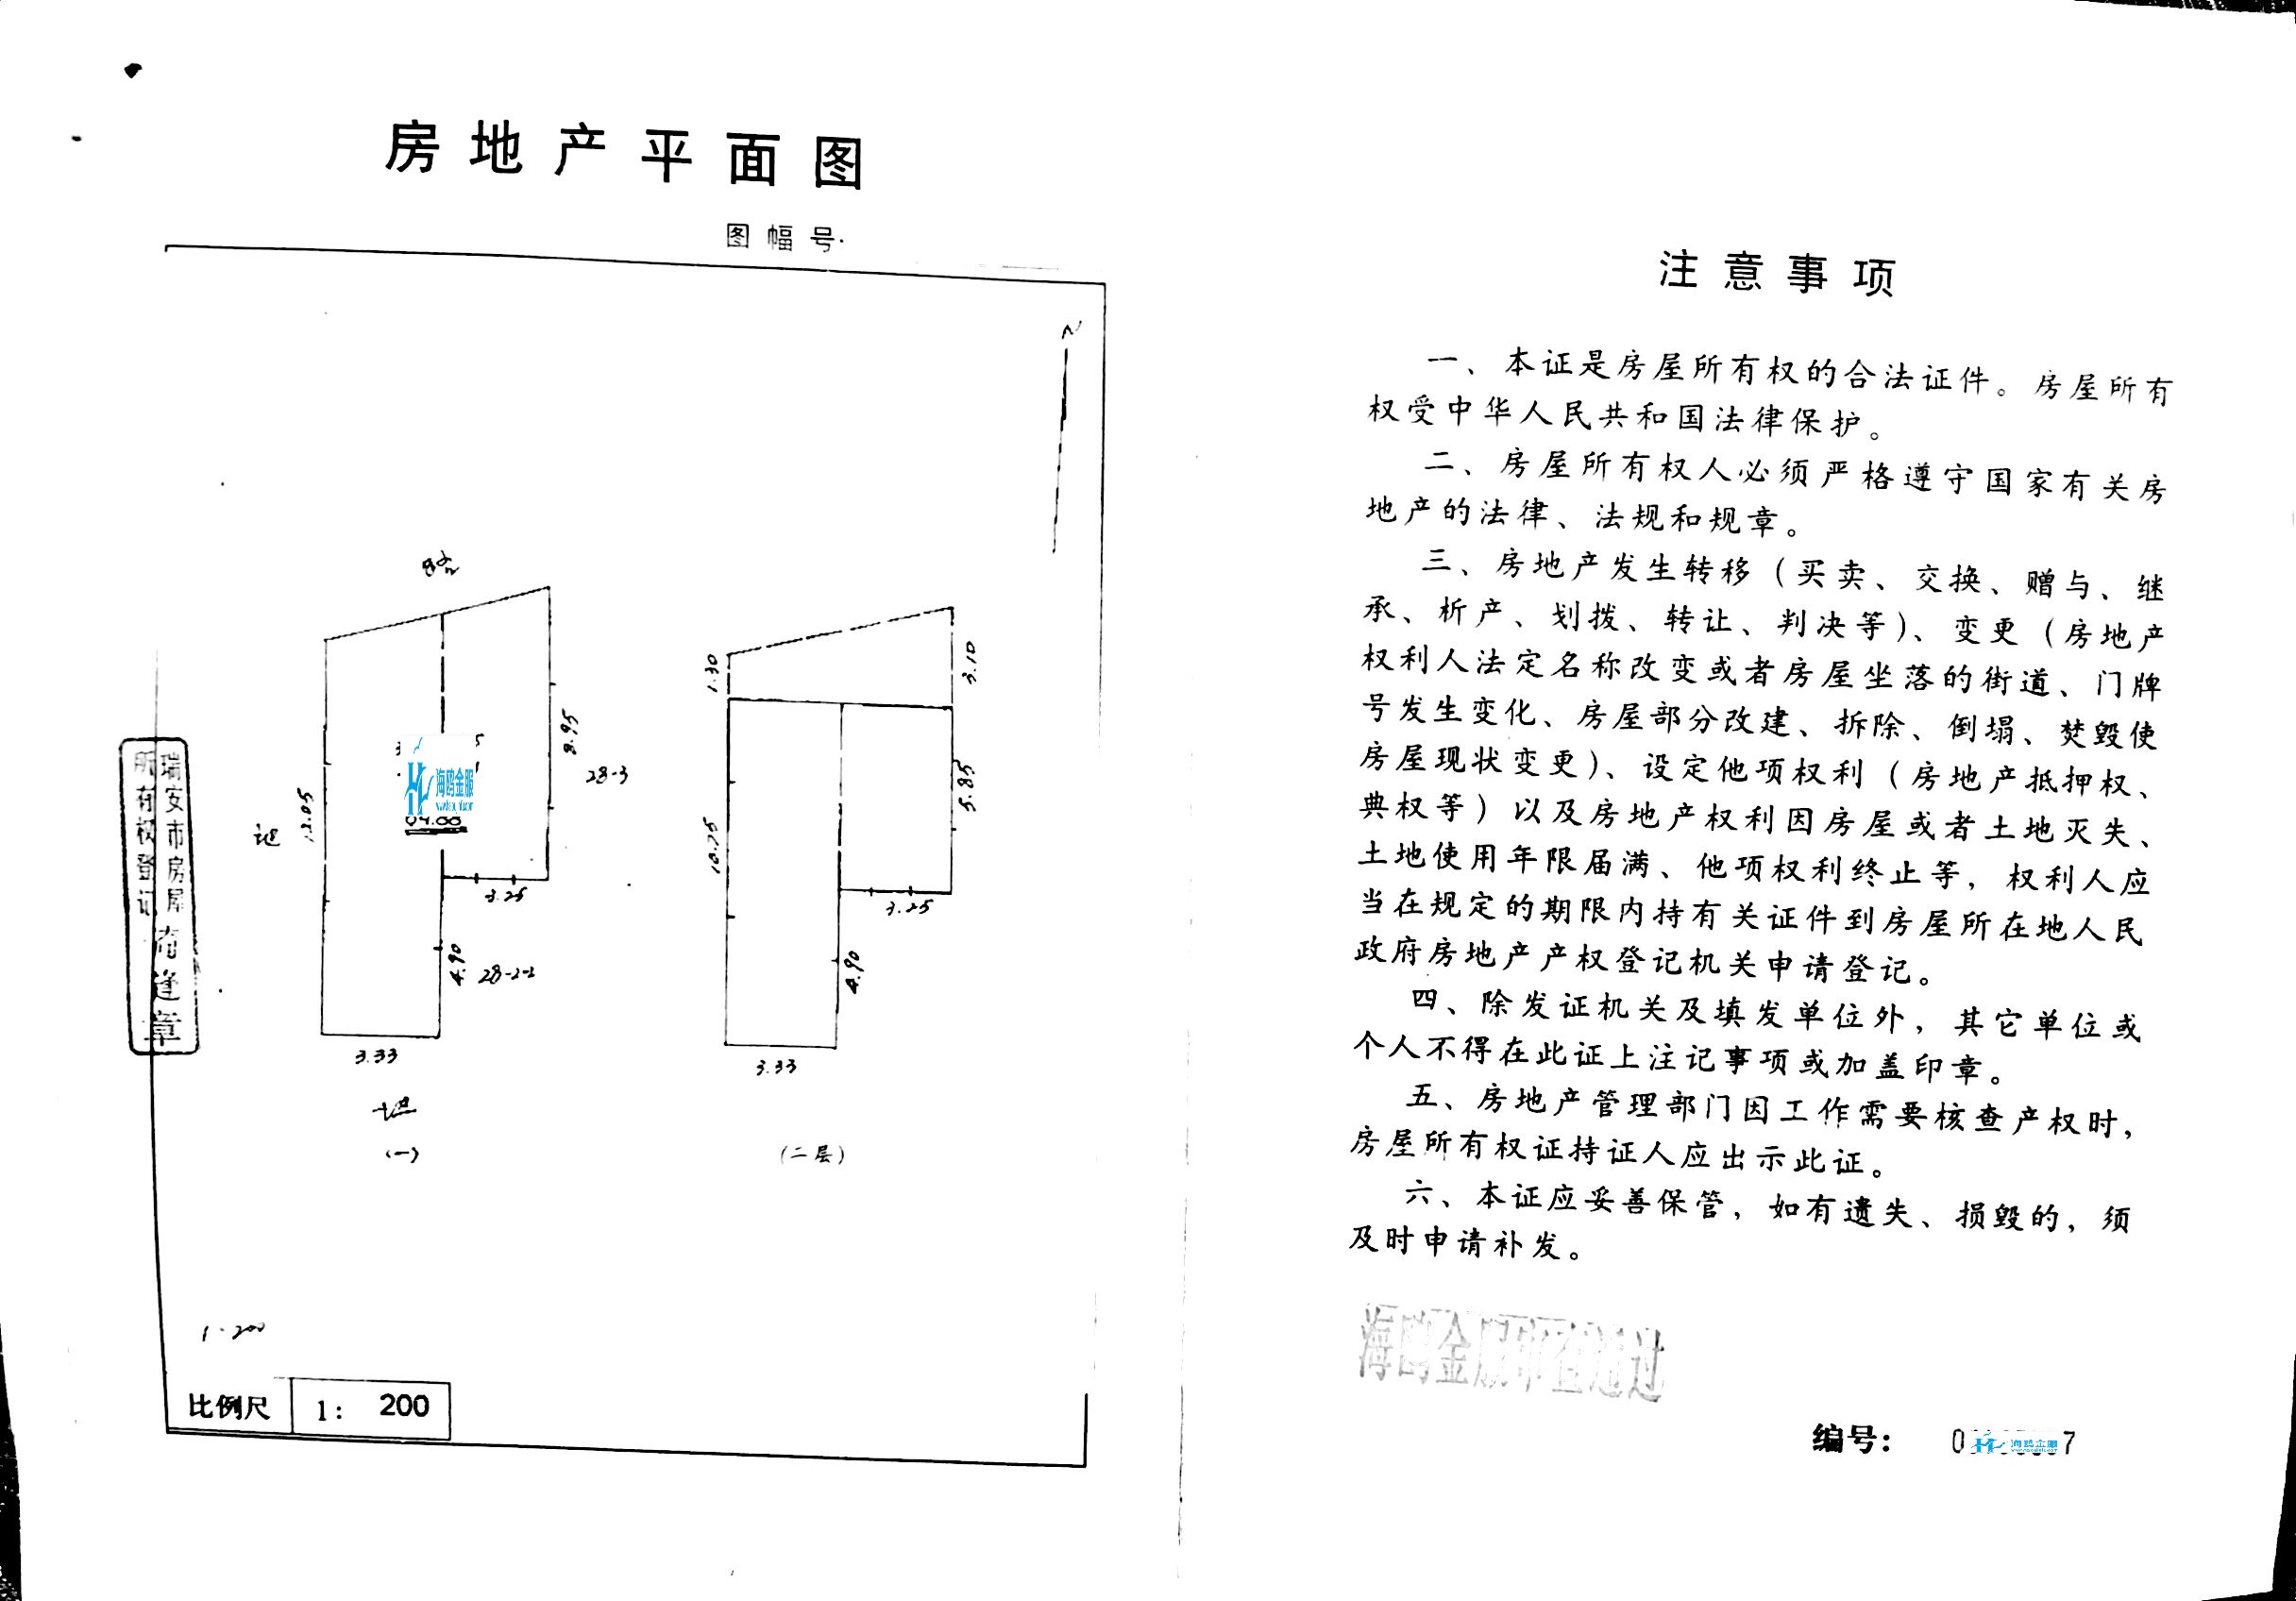 房地产平面图
图幅号.
N
路
1.30
3.10
8.95
28-3
12.05
海鸥金服
证
3.25
4.90
28-2-2
3.33
(一)
10.75
5.85
3.25
4.90
3.33
(二层)
瑞安市房屋
所有权登记
章
1:200
比例尺 1: 200
注意事项
一、本证是房屋所有权的合法证件。房屋所有
权受中华人民共和国法律保护。
二、房屋所有权人必须严格遵守国家有关房
地产的法律、法规和规章。
三、房地产发生转移（买卖、交换、赠与、继
承、析产、划拨、转让、判决等）、变更（房地产
权利人法定名称改变或者房屋坐落的街道、门牌
号发生变化、房屋部分改建、拆除、倒塌、焚毁使
房屋现状变更）、设定他项权利（房地产抵押权、
典权等）以及房地产权利因房屋或者土地灭失、
土地使用年限届满、他项权利终止等，权利人应
当在规定的期限内持有关证件到房屋所在地人民
政府房地产产权登记机关申请登记。
四、除发证机关及填发单位外，其它单位或
个人不得在此证上注记事项或加盖印章。
五、房地产管理部门因工作需要核查产权时，
房屋所有权证持证人应出示此证。
六、本证应妥善保管，如有遗失、损毁的，须
及时申请补发。
海鸥金服审查通过
编号： 0 海鸥金服 7